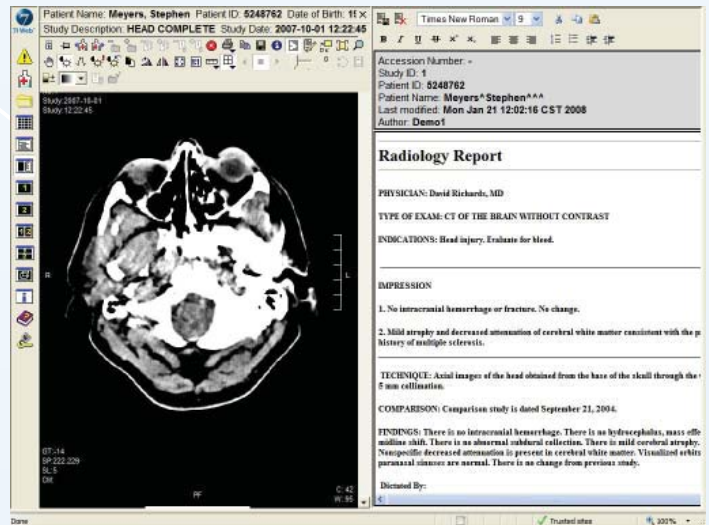 Patient Name: Meyers, Stephen Patient ID: 5248762 Date of Birth:
Study Description: HEAD COMPLETE Study Date: 2007-10-01 12:22:45
Study:2007-10-01
Study:12:22:45
R
L
GT:-14
SP:222.229
SL:5
DM:
PF
C: 42
W: 95
Times New Roman 9
B I U
Accession Number: -
Study ID: 1
Patient ID: 5248762
Patient Name: Meyers^Stephen^^^
Last modified: Mon Jan 21 12:02:16 CST 2008
Author: Demo1
Radiology Report
PHYSICIAN: David Richards, MD
TYPE OF EXAM: CT OF THE BRAIN WITHOUT CONTRAST
INDICATIONS: Head injury. Evaluate for bleed.
IMPRESSION
1. No intracranial hemorrhage or fracture. No change.
2. Mild atrophy and decreased attenuation of cerebral white matter consistent with the p
history of multiple sclerosis.
TECHNIQUE: Axial images of the head obtained from the base of the skull through the
5 mm collimation.
COMPARISON: Comparison study is dated September 21, 2004.
FINDINGS: There is no intracranial hemorrhage. There is no hydrocephalus, mass effe
midline shift. There is no abnormal subdural collection. There is mild cerebral atrophy.
Nonspecific decreased attenuation is present in cerebral white matter. Visualized orbits
paranasal sinuses are normal. There is no change from previous study.
Dictated By:
Done
Trusted sites
100%